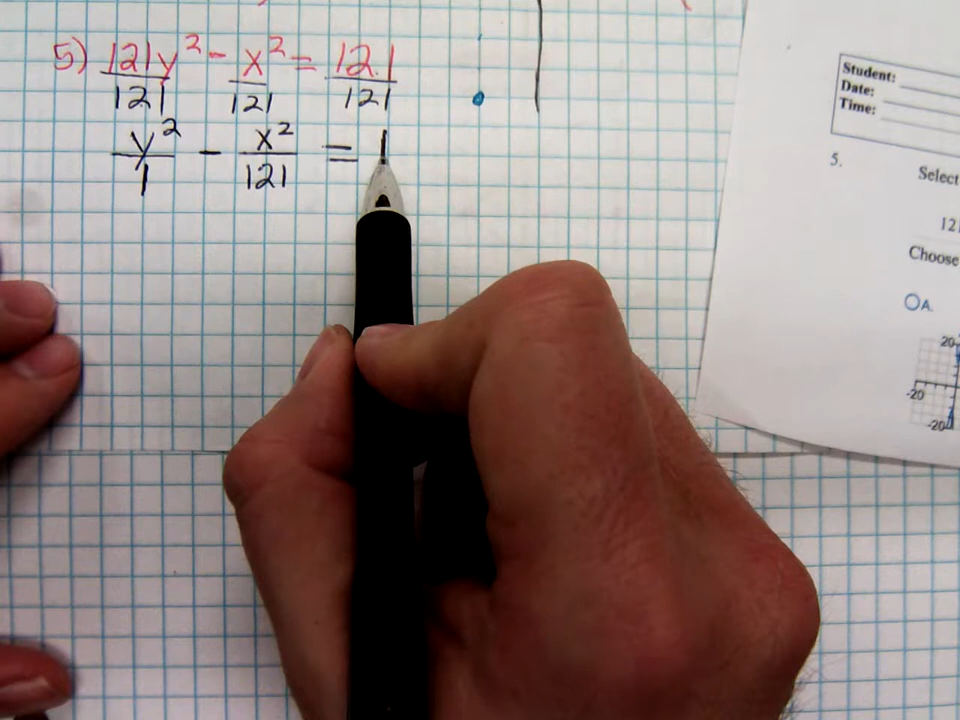 5) 121y² - x² = 121
121 121 121
y² - x² = 1
1 121
Student:
Date:
Time:
5.
Select
12
Choose
A.
20
-20
-20